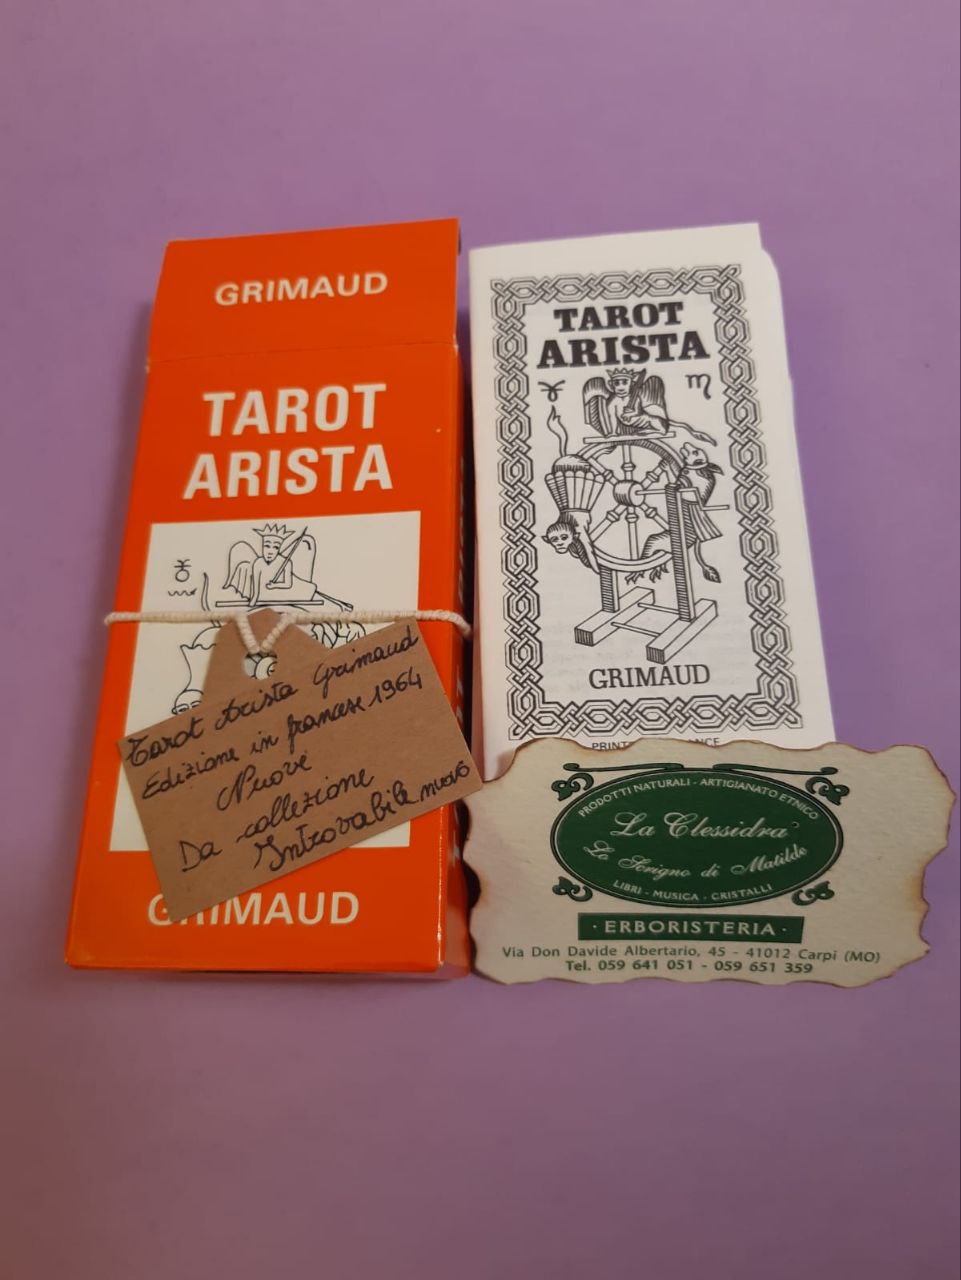 GRIMAUD
TAROT
ARISTA
Tarot Arista Grimaud
Edizione in francese 1964
Nuovi
Da collezione
Introvabile nuovo
GRIMAUD
TAROT
ARISTA
GRIMAUD
PRODOTTI NATURALI - ARTIGIANATO ETNICO
La Clessidra
Lo Scrigno di Matilde
LIBRI - MUSICA - CRISTALLI
· ERBORISTERIA ·
Via Don Davide Albertario, 45 - 41012 Carpi (MO)
Tel. 059 641 051 - 059 651 359